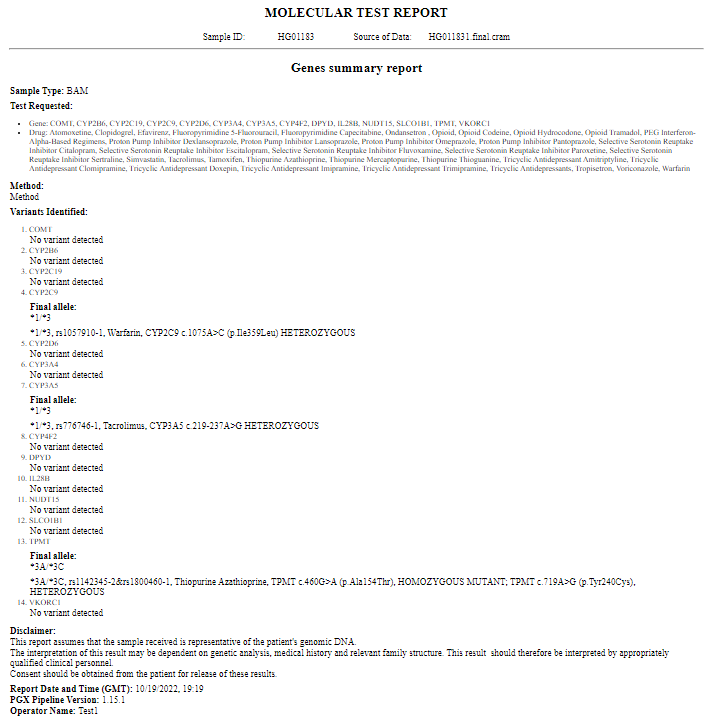 MOLECULAR TEST REPORT
Sample ID: HG01183 Source of Data: HG011831.final.cram
Genes summary report
Sample Type: BAM
Test Requested:
• Gene: COMT, CYP2B6, CYP2C19, CYP2C9, CYP2D6, CYP3A4, CYP3A5, CYP4F2, DPYD, IL28B, NUDT15, SLCO1B1, TPMT, VKORC1
• Drug: Atomoxetine, Clopidogrel, Efavirenz, Fluoropyrimidine 5-Fluorouracil, Fluoropyrimidine Capecitabine, Ondansetron , Opioid, Opioid Codeine, Opioid Hydrocodone, Opioid Tramadol, PEG Interferon-
Alpha-Based Regimens, Proton Pump Inhibitor Dexlansoprazole, Proton Pump Inhibitor Lansoprazole, Proton Pump Inhibitor Omeprazole, Proton Pump Inhibitor Pantoprazole, Selective Serotonin Reuptake
Inhibitor Citalopram, Selective Serotonin Reuptake Inhibitor Escitalopram, Selective Serotonin Reuptake Inhibitor Fluvoxamine, Selective Serotonin Reuptake Inhibitor Paroxetine, Selective Serotonin
Reuptake Inhibitor Sertraline, Simvastatin, Tacrolimus, Tamoxifen, Thiopurine Azathioprine, Thiopurine Mercaptopurine, Thiopurine Thioguanine, Tricyclic Antidepressant Amitriptyline, Tricyclic
Antidepressant Clomipramine, Tricyclic Antidepressant Doxepin, Tricyclic Antidepressant Imipramine, Tricyclic Antidepressant Trimipramine, Tricyclic Antidepressants, Tropisetron, Voriconazole, Warfarin
Method:
Method
Variants Identified:
1. COMT
No variant detected
2. CYP2B6
No variant detected
3. CYP2C19
No variant detected
4. CYP2C9
Final allele:
*1/*3
*1/*3, rs1057910-1, Warfarin, CYP2C9 c.1075A>C (p.Ile359Leu) HETEROZYGOUS
5. CYP2D6
No variant detected
6. CYP3A4
No variant detected
7. CYP3A5
Final allele:
*1/*3
*1/*3, rs776746-1, Tacrolimus, CYP3A5 c.219-237A>G HETEROZYGOUS
8. CYP4F2
No variant detected
9. DPYD
No variant detected
10. IL28B
No variant detected
11. NUDT15
No variant detected
12. SLCO1B1
No variant detected
13. TPMT
Final allele:
*3A/*3C
*3A/*3C, rs1142345-2&rs1800460-1, Thiopurine Azathioprine, TPMT c.460G>A (p.Ala154Thr), HOMOZYGOUS MUTANT; TPMT c.719A>G (p.Tyr240Cys),
HETEROZYGOUS
14. VKORC1
No variant detected
Disclaimer:
This report assumes that the sample received is representative of the patient's genomic DNA.
The interpretation of this result may be dependent on genetic analysis, medical history and relevant family structure. This result should therefore be interpreted by appropriately
qualified clinical personnel.
Consent should be obtained from the patient for release of these results.
Report Date and Time (GMT): 10/19/2022, 19:19
PGX Pipeline Version: 1.15.1
Operator Name: Test1